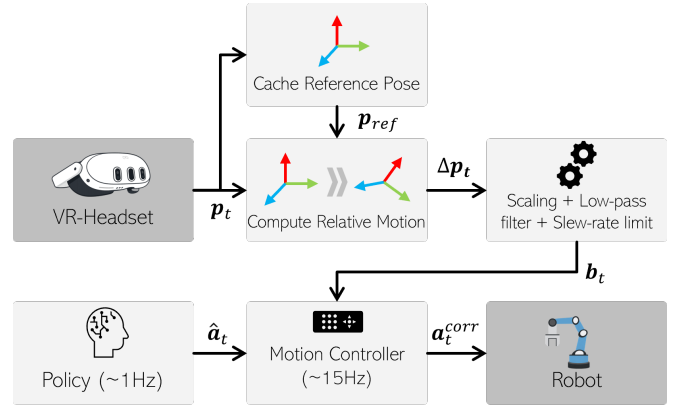 Cache Reference Pose
p_ref
VR-Headset
p_t
Compute Relative Motion
Δp_t
Scaling + Low-pass
filter + Slew-rate limit
b_t
Policy (~1Hz)
â_t
Motion Controller
(~15Hz)
a_t^corr
Robot